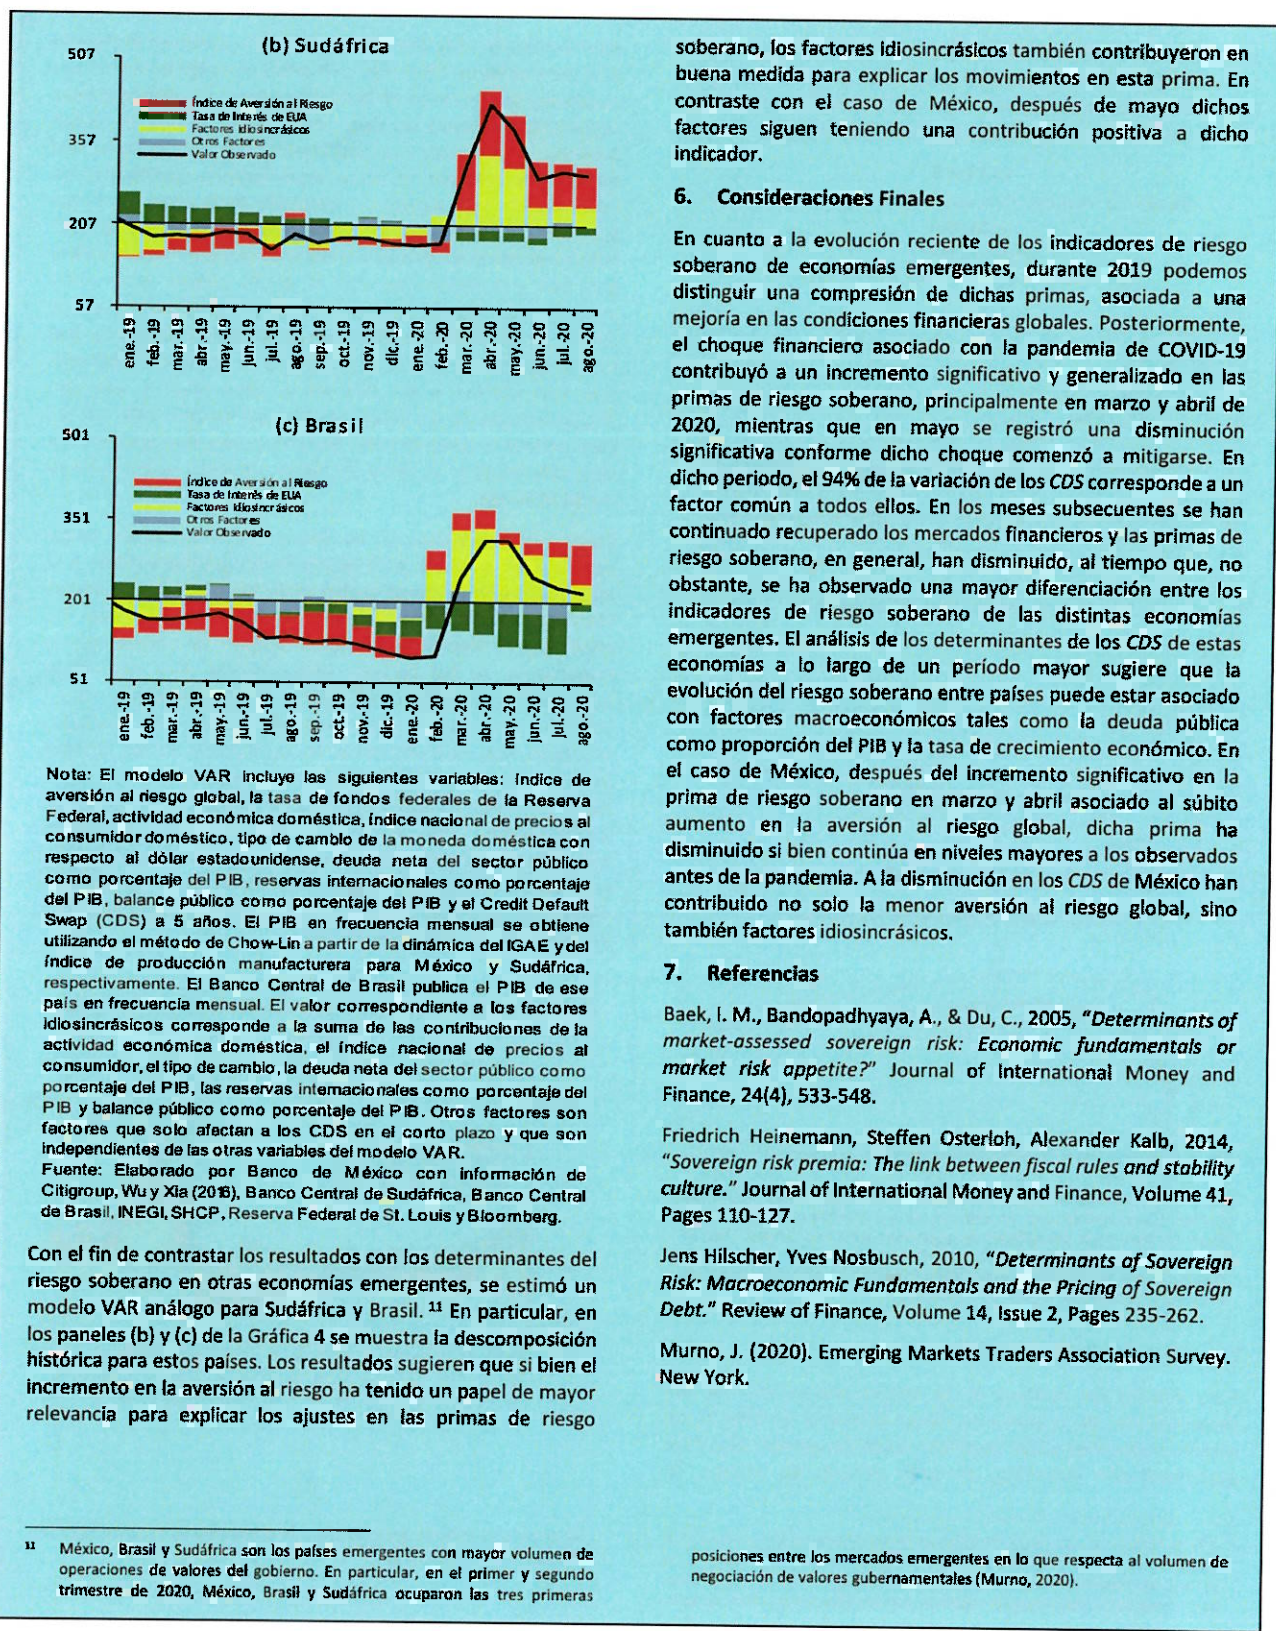 (b) Sudáfrica
507
357
207
57
Índice de Aversión al Riesgo
Tasa de Interés de EUA
Factores Idiosincrásicos
Otros Factores
Valor Observado
ene.-19
feb.-19
mar.-19
abr.-19
may.-19
jun.-19
jul.-19
ago.-19
sep.-19
oct.-19
nov.-19
dic.-19
ene.-20
feb.-20
mar.-20
abr.-20
may.-20
jun.-20
jul.-20
ago.-20
(c) Brasil
501
351
201
51
Índice de Aversión al Riesgo
Tasa de Interés de EUA
Factores Idiosincrásicos
Otros Factores
Valor Observado
ene.-19
feb.-19
mar.-19
abr.-19
may.-19
jun.-19
jul.-19
ago.-19
sep.-19
oct.-19
nov.-19
dic.-19
ene.-20
feb.-20
mar.-20
abr.-20
may.-20
jun.-20
jul.-20
ago.-20
Nota: El modelo VAR incluye las siguientes variables: índice de
aversión al riesgo global, la tasa de fondos federales de la Reserva
Federal, actividad económica doméstica, índice nacional de precios al
consumidor doméstico, tipo de cambio de la moneda doméstica con
respecto al dólar estadounidense, deuda neta del sector público
como porcentaje del PIB, reservas internacionales como porcentaje
del PIB, balance público como porcentaje del PIB y el Credit Default
Swap (CDS) a 5 años. El PIB en frecuencia mensual se obtiene
utilizando el método de Chow-Lin a partir de la dinámica del IGAE y del
índice de producción manufacturera para México y Sudáfrica,
respectivamente. El Banco Central de Brasil publica el PIB de ese
país en frecuencia mensual. El valor correspondiente a los factores
idiosincrásicos corresponde a la suma de las contribuciones de la
actividad económica doméstica, el índice nacional de precios al
consumidor, el tipo de cambio, la deuda neta del sector público como
porcentaje del PIB, las reservas internacionales como porcentaje del
PIB y balance público como porcentaje del PIB. Otros factores son
factores que solo afectan a los CDS en el corto plazo y que son
independientes de las otras variables del modelo VAR.
Fuente: Elaborado por Banco de México con información de
Citigroup, Wu y Xia (2016), Banco Central de Sudáfrica, Banco Central
de Brasil, INEGI, SHCP, Reserva Federal de St. Louis y Bloomberg.
Con el fin de contrastar los resultados con los determinantes del
riesgo soberano en otras economías emergentes, se estimó un
modelo VAR análogo para Sudáfrica y Brasil. 11 En particular, en
los paneles (b) y (c) de la Gráfica 4 se muestra la descomposición
histórica para estos países. Los resultados sugieren que si bien el
incremento en la aversión al riesgo ha tenido un papel de mayor
relevancia para explicar los ajustes en las primas de riesgo
soberano, los factores idiosincrásicos también contribuyeron en
buena medida para explicar los movimientos en esta prima. En
contraste con el caso de México, después de mayo dichos
factores siguen teniendo una contribución positiva a dicho
indicador.
6. Consideraciones Finales
En cuanto a la evolución reciente de los indicadores de riesgo
soberano de economías emergentes, durante 2019 podemos
distinguir una compresión de dichas primas, asociada a una
mejoría en las condiciones financieras globales. Posteriormente,
el choque financiero asociado con la pandemia de COVID-19
contribuyó a un incremento significativo y generalizado en las
primas de riesgo soberano, principalmente en marzo y abril de
2020, mientras que en mayo se registró una disminución
significativa conforme dicho choque comenzó a mitigarse. En
dicho periodo, el 94% de la variación de los CDS corresponde a un
factor común a todos ellos. En los meses subsecuentes se han
continuado recuperado los mercados financieros y las primas de
riesgo soberano, en general, han disminuido, al tiempo que, no
obstante, se ha observado una mayor diferenciación entre los
indicadores de riesgo soberano de las distintas economías
emergentes. El análisis de los determinantes de los CDS de estas
economías a lo largo de un período mayor sugiere que la
evolución del riesgo soberano entre países puede estar asociado
con factores macroeconómicos tales como la deuda pública
como proporción del PIB y la tasa de crecimiento económico. En
el caso de México, después del incremento significativo en la
prima de riesgo soberano en marzo y abril asociado al súbito
aumento en la aversión al riesgo global, dicha prima ha
disminuido si bien continúa en niveles mayores a los observados
antes de la pandemia. A la disminución en los CDS de México han
contribuido no solo la menor aversión al riesgo global, sino
también factores idiosincrásicos.
7. Referencias
Baek, I. M., Bandopadhyaya, A., & Du, C., 2005, "Determinants of
market-assessed sovereign risk: Economic fundamentals or
market risk appetite?" Journal of International Money and
Finance, 24(4), 533-548.
Friedrich Heinemann, Steffen Osterloh, Alexander Kalb, 2014,
"Sovereign risk premia: The link between fiscal rules and stability
culture." Journal of International Money and Finance, Volume 41,
Pages 110-127.
Jens Hilscher, Yves Nosbusch, 2010, "Determinants of Sovereign
Risk: Macroeconomic Fundamentals and the Pricing of Sovereign
Debt." Review of Finance, Volume 14, Issue 2, Pages 235-262.
Murno, J. (2020). Emerging Markets Traders Association Survey.
New York.
11 México, Brasil y Sudáfrica son los países emergentes con mayor volumen de
operaciones de valores del gobierno. En particular, en el primer y segundo
trimestre de 2020, México, Brasil y Sudáfrica ocuparon las tres primeras
posiciones entre los mercados emergentes en lo que respecta al volumen de
negociación de valores gubernamentales (Murno, 2020).